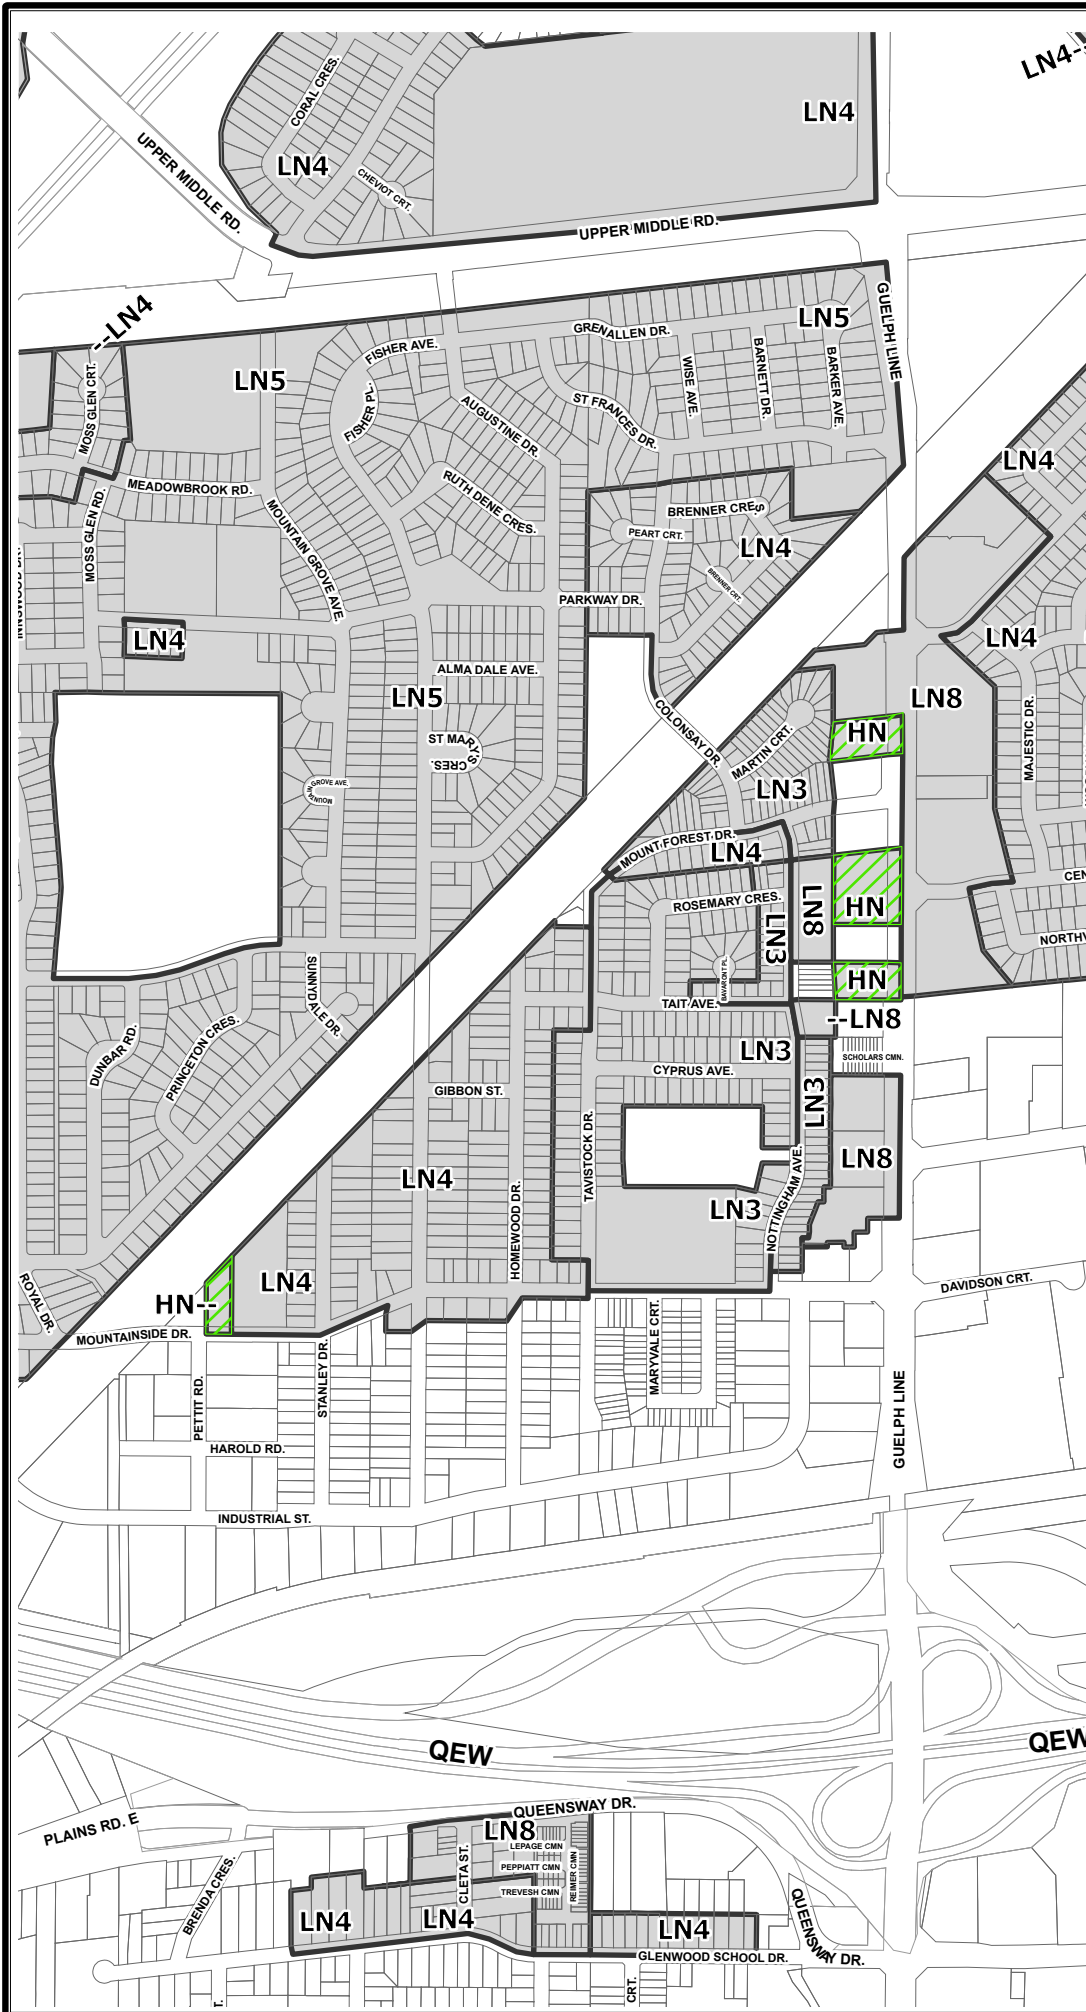 LN4--
CORAL CRES.
LN4
UPPER MIDDLE RD.
LN4
CHEVIOT CRT.
UPPER MIDDLE RD.
GUELPH LINE
--LN4
LN5
GRENALLEN DR.
FISHER AVE.
LN5
MOSS GLEN CRT.
WISE AVE.
BARNETT DR.
BARKER AVE.
FISHER PL.
AUGUSTINE DR.
ST FRANCES DR.
LN4
MEADOWBROOK RD.
RUTH DENE CRES.
BRENNER CRES
MOSS GLEN RD.
MOUNTAIN GROVE AVE.
PEART CRT.
LN4
BRENNER CRT.
PARKWAY DR.
LN4
LN4
ALMA DALE AVE.
LN5
LN8
COLONSAY DR.
HN
ST MARY'S CRES.
MARTIN CRT.
MAJESTIC DR.
MOUNTAIN GROVE AVE.
LN3
MOUNT FOREST DR.
LN4
CEN
ROSEMARY CRES.
LN8
HN
LN3
NORTHV
SUNNYDALE DR.
BAVARONT PL.
HN
TAIT AVE.
--LN8
DUNBAR RD.
PRINCETON CRES.
LN3
SCHOLARS CMN.
CYPRUS AVE.
GIBBON ST.
LN3
TAVISTOCK DR.
LN4
LN8
HOMEWOOD DR.
LN3
NOTTINGHAM AVE.
LN4
ROYAL DR.
HN--
DAVIDSON CRT.
MOUNTAINSIDE DR.
MARYVALE CRT.
STANLEY DR.
PETTIT RD.
GUELPH LINE
HAROLD RD.
INDUSTRIAL ST.
QEW
QEW
QUEENSWAY DR.
PLAINS RD. E
LN8
LEPAGE CMN
PEPPIATT CMN
CLETA ST.
REIMER CMN
TREVESH CMN
BRENDA CRES.
LN4
LN4
LN4
QUEENSWAY DR.
GLENWOOD SCHOOL DR.
CRT.
T.